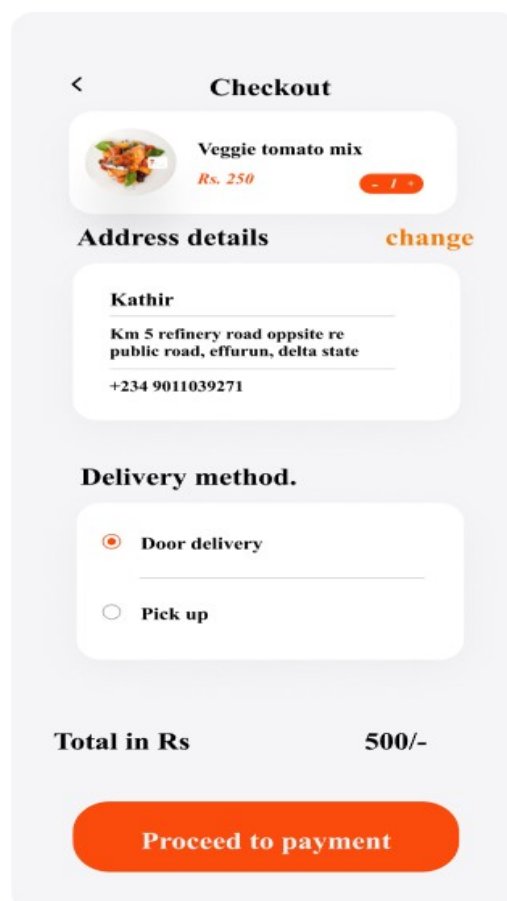 Checkout
Veggie tomato mix
Rs. 250
- 1 +
Address details
change
Kathir
Km 5 refinery road oppsite re
public road, effurun, delta state
+234 9011039271
Delivery method.
Door delivery
Pick up
Total in Rs
500/-
Proceed to payment